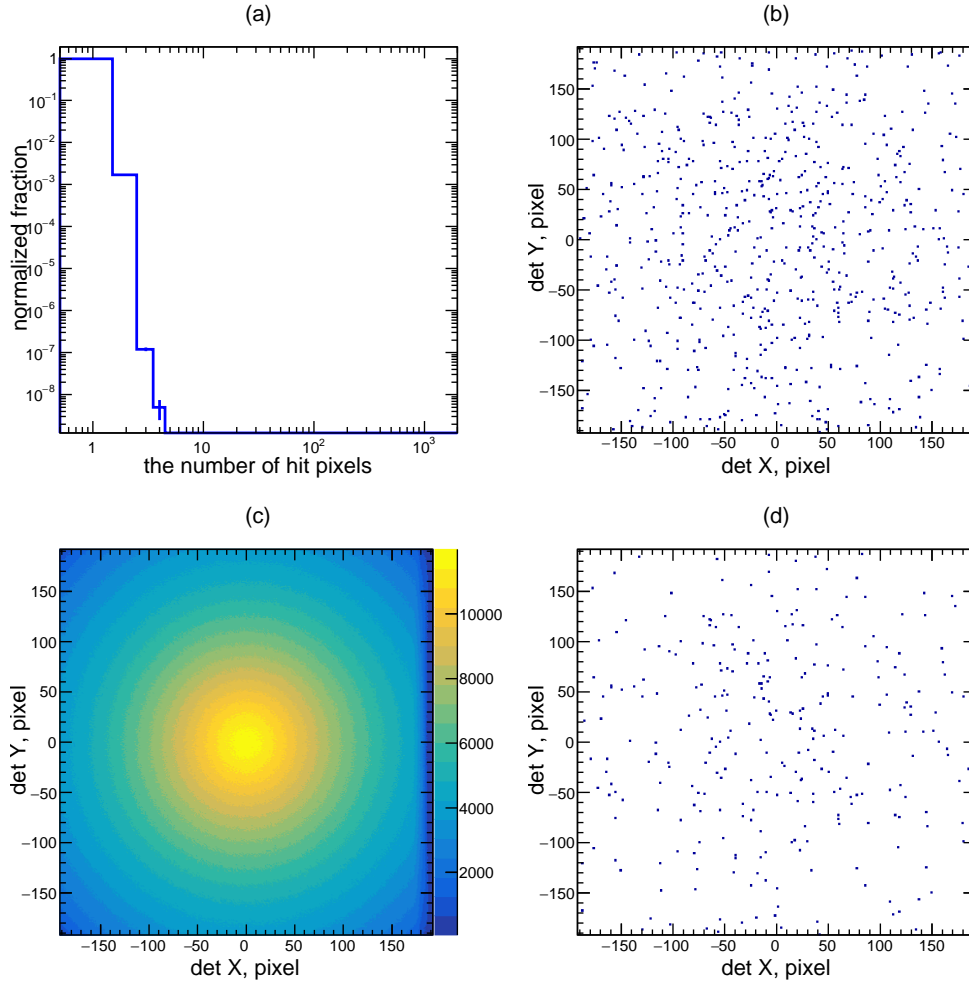 (a)
1
10⁻¹
10⁻²
10⁻³
10⁻⁴
10⁻⁵
10⁻⁶
10⁻⁷
10⁻⁸
normalized fraction
1 10 10² 10³
the number of hit pixels
(b)
150
100
50
0
−50
−100
−150
det Y, pixel
−150 −100 −50 0 50 100 150
det X, pixel
(c)
150
100
50
0
−50
−100
−150
det Y, pixel
−150 −100 −50 0 50 100 150
det X, pixel
10000
8000
6000
4000
2000
(d)
150
100
50
0
−50
−100
−150
det Y, pixel
−150 −100 −50 0 50 100 150
det X, pixel